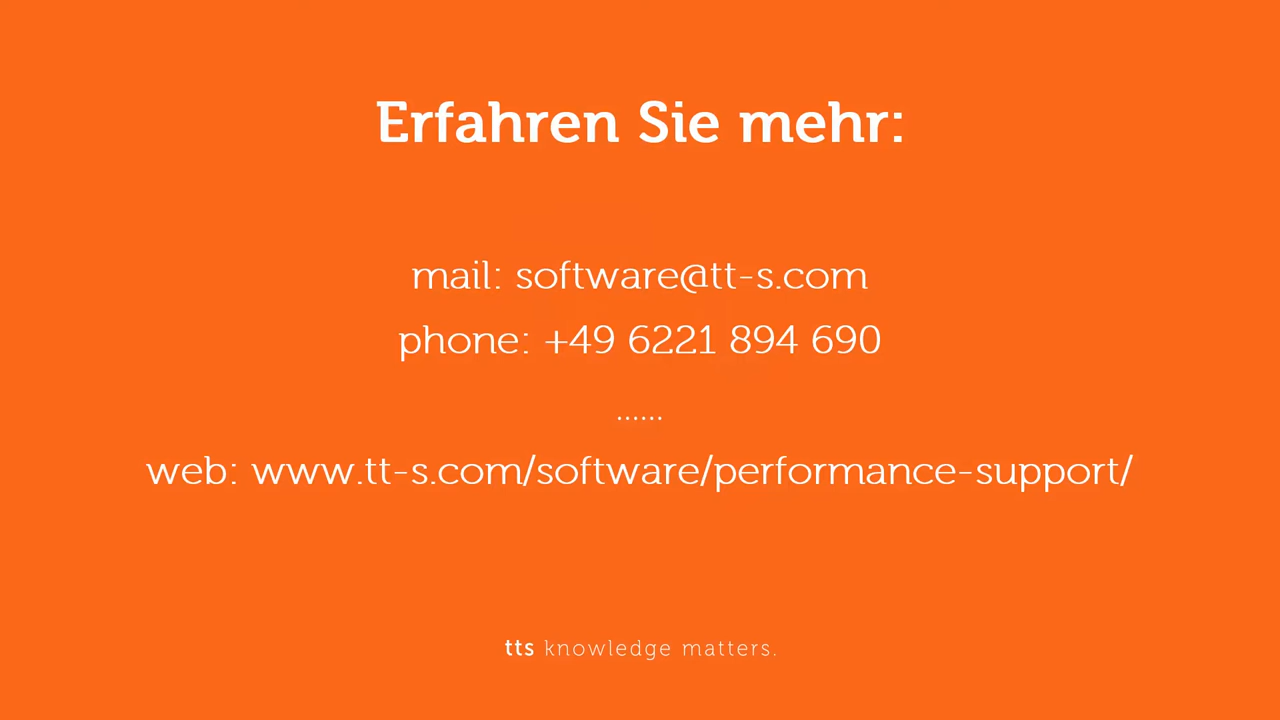 Erfahren Sie mehr:
mail: software@tt-s.com
phone: +49 6221 894 690
......
web: www.tt-s.com/software/performance-support/
tts knowledge matters.